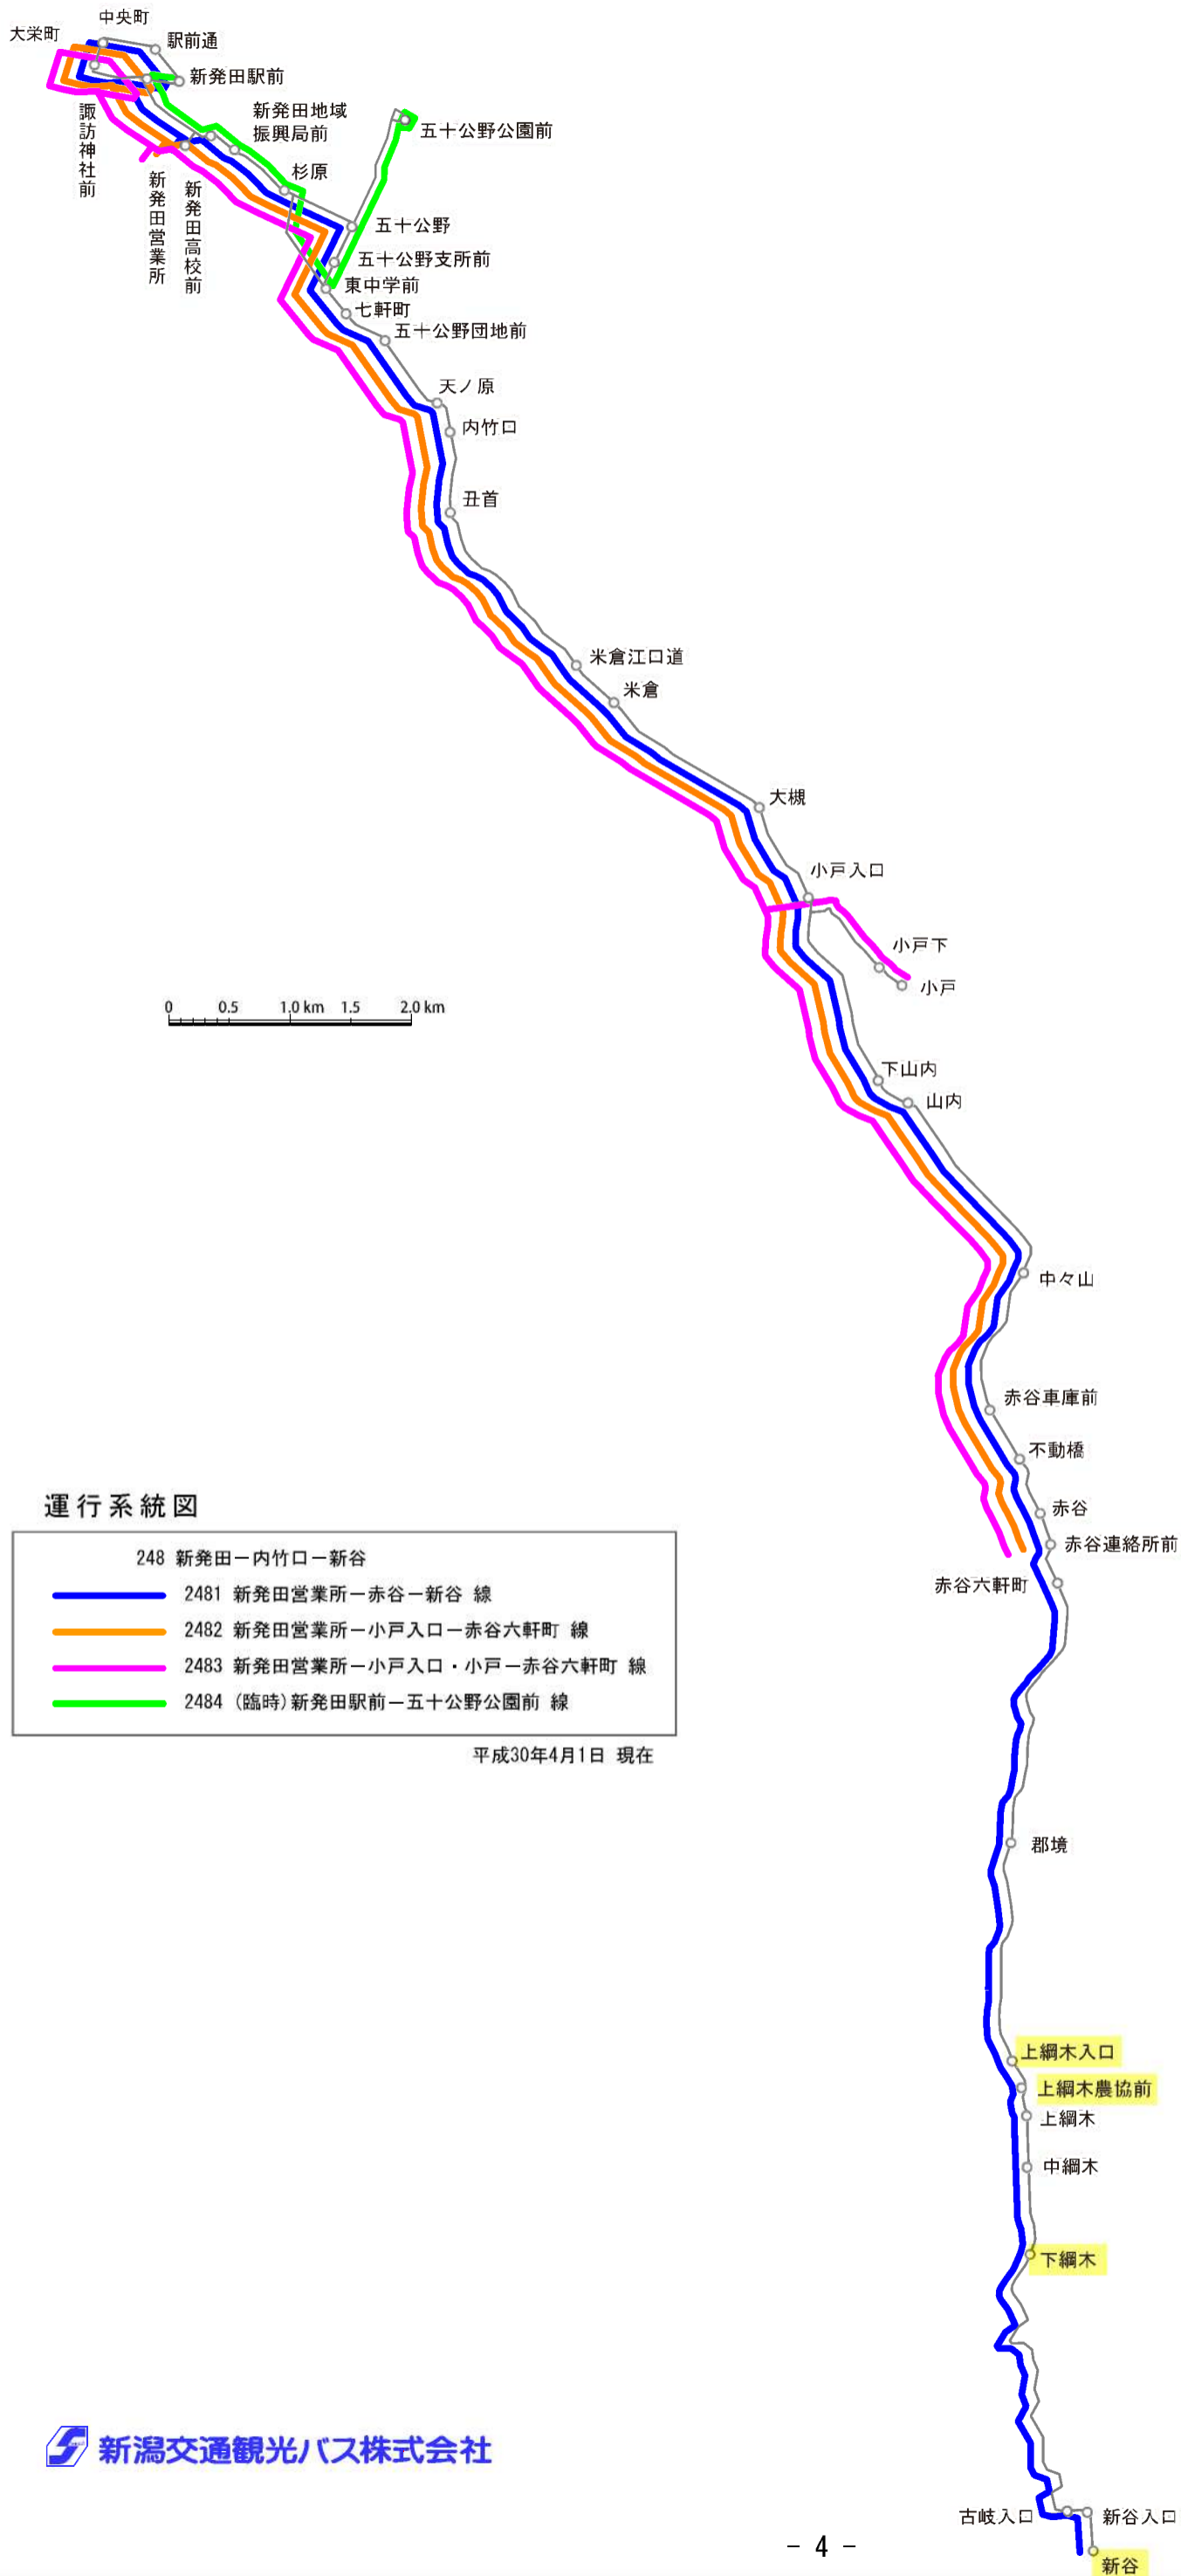 中央町
大栄町
駅前通
新発田駅前
諏訪神社前
新発田地域
振興局前
五十公野公園前
杉原
新発田営業所
新発田高校前
五十公野
五十公野支所前
東中学前
七軒町
五十公野団地前
天ノ原
内竹口
丑首
米倉江口道
米倉
大槻
小戸入口
小戸下
小戸
0 0.5 1.0 km 1.5 2.0 km
下山内
山内
中々山
赤谷車庫前
不動橋
赤谷
赤谷連絡所前
赤谷六軒町
運行系統図
248 新発田－内竹口－新谷
2481 新発田営業所－赤谷－新谷 線
2482 新発田営業所－小戸入口－赤谷六軒町 線
2483 新発田営業所－小戸入口・小戸－赤谷六軒町 線
2484 (臨時)新発田駅前－五十公野公園前 線
平成30年4月1日 現在
郡境
上綱木入口
上綱木農協前
上綱木
中綱木
下綱木
新潟交通観光バス株式会社
古岐入口
新谷入口
新谷
- 4 -